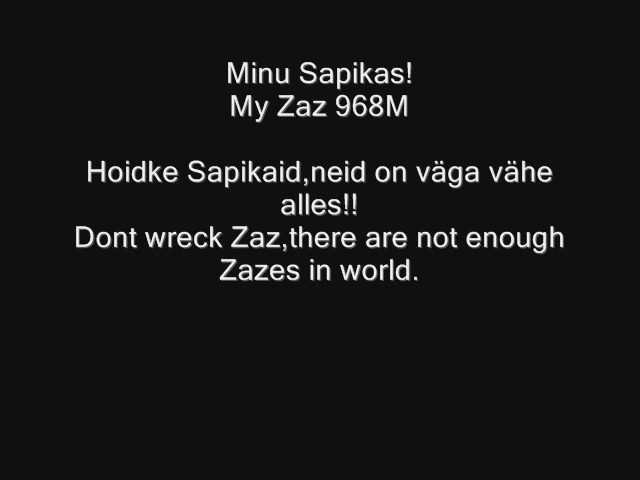 Minu Sapikas!
My Zaz 968M
Hoidke Sapikaid,neid on väga vähe
alles!!
Dont wreck Zaz,there are not enough
Zazes in world.